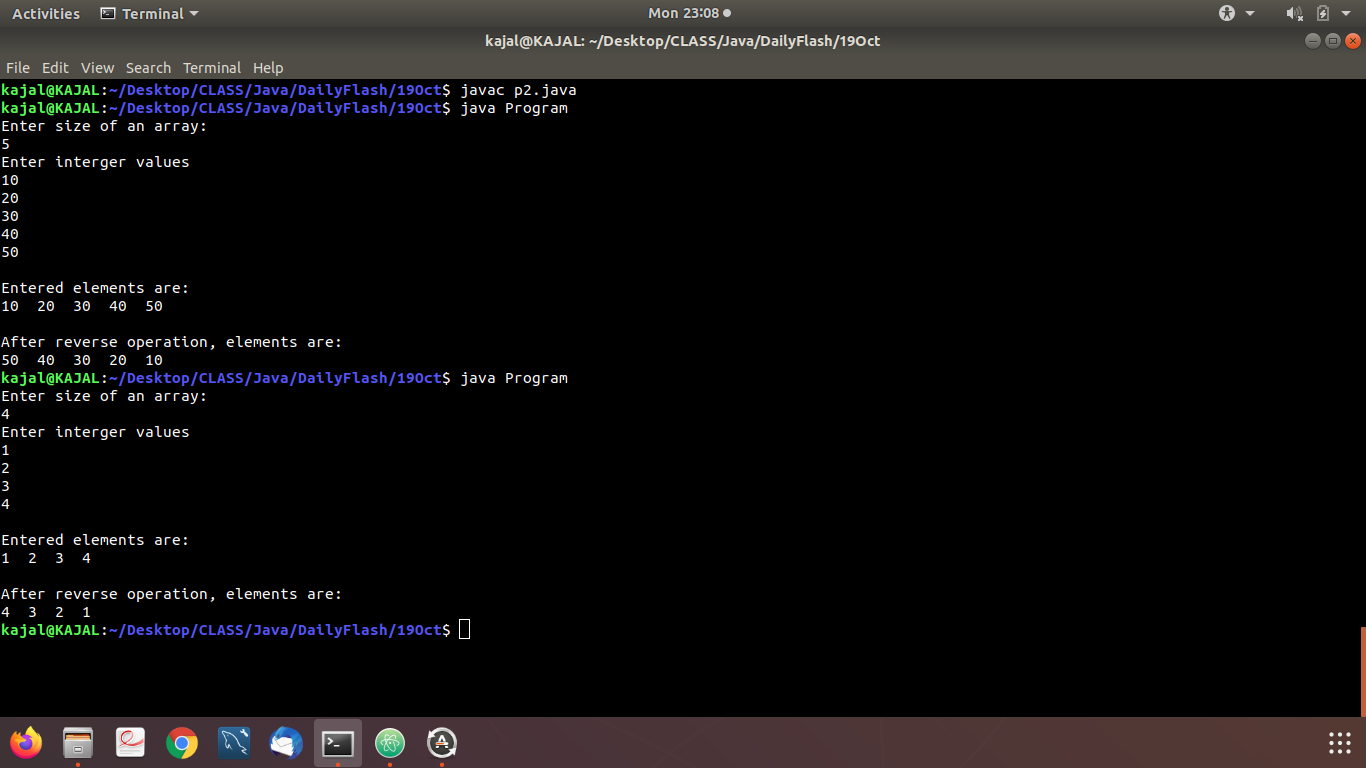 Activities Terminal Mon 23:08
kajal@KAJAL: ~/Desktop/CLASS/Java/DailyFlash/19Oct
File Edit View Search Terminal Help
kajal@KAJAL:~/Desktop/CLASS/Java/DailyFlash/19Oct$ javac p2.java
kajal@KAJAL:~/Desktop/CLASS/Java/DailyFlash/19Oct$ java Program
Enter size of an array:
5
Enter interger values
10
20
30
40
50
Entered elements are:
10 20 30 40 50
After reverse operation, elements are:
50 40 30 20 10
kajal@KAJAL:~/Desktop/CLASS/Java/DailyFlash/19Oct$ java Program
Enter size of an array:
4
Enter interger values
1
2
3
4
Entered elements are:
1 2 3 4
After reverse operation, elements are:
4 3 2 1
kajal@KAJAL:~/Desktop/CLASS/Java/DailyFlash/19Oct$